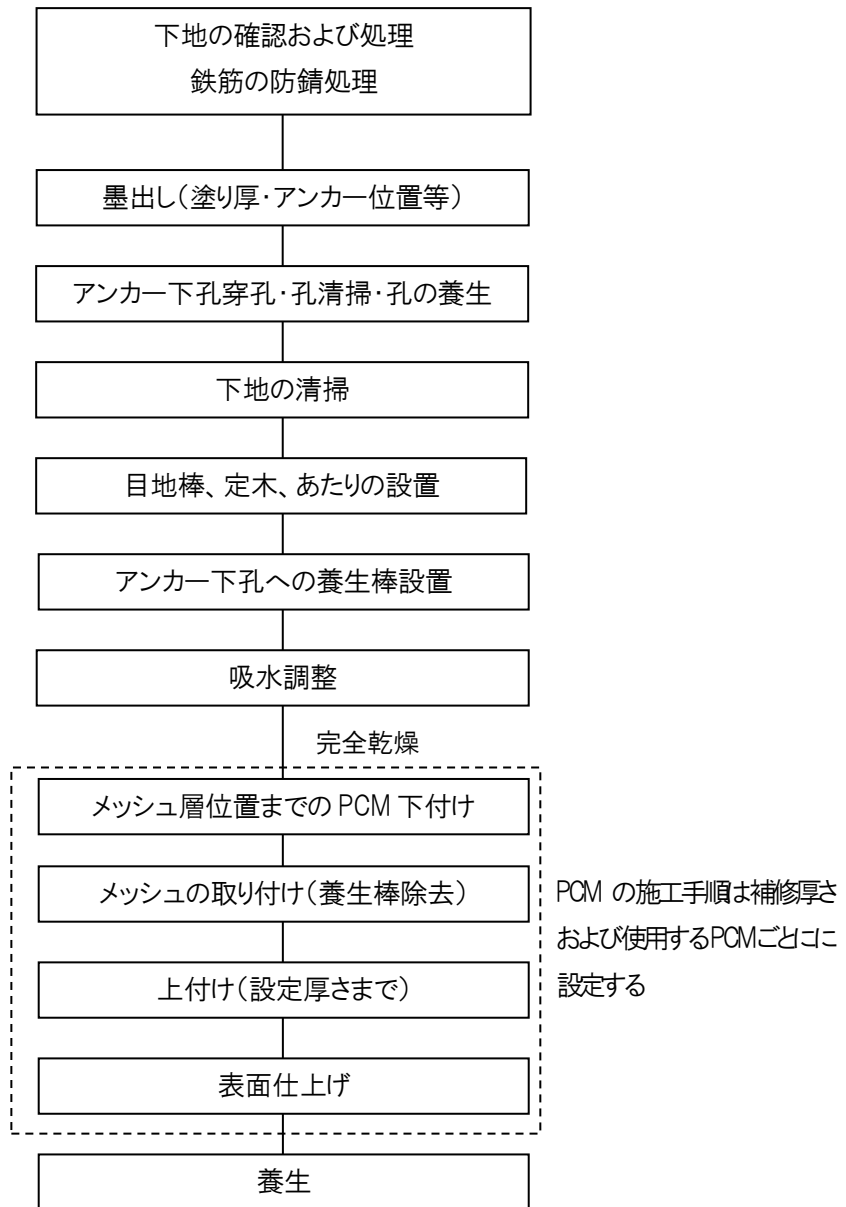 下地の確認および処理
鉄筋の防錆処理
墨出し(塗り厚・アンカー位置等)
アンカー下孔穿孔・孔清掃・孔の養生
下地の清掃
目地棒、定木、あたりの設置
アンカー下孔への養生棒設置
吸水調整
完全乾燥
メッシュ層位置までの PCM 下付け
メッシュの取り付け(養生棒除去)
PCM の施工手順は補修厚さ
および使用するPCMごとにに
設定する
上付け(設定厚さまで)
表面仕上げ
養生